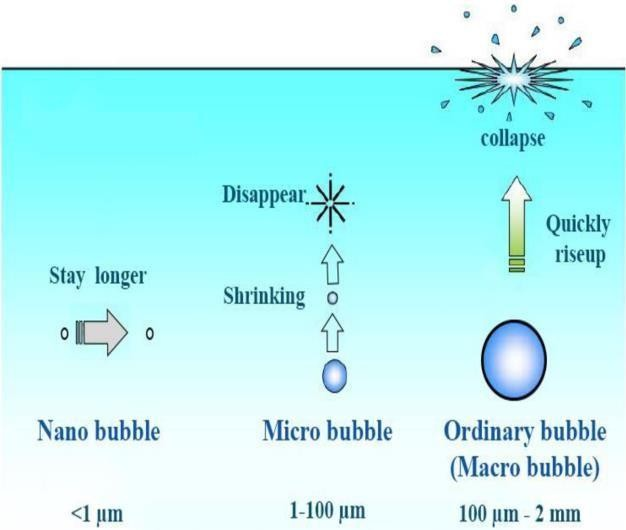 collapse
Disappear
Quickly
riseup
Stay longer
Shrinking
Nano bubble
Micro bubble
Ordinary bubble
(Macro bubble)
<1 μm
1-100 μm
100 μm - 2 mm